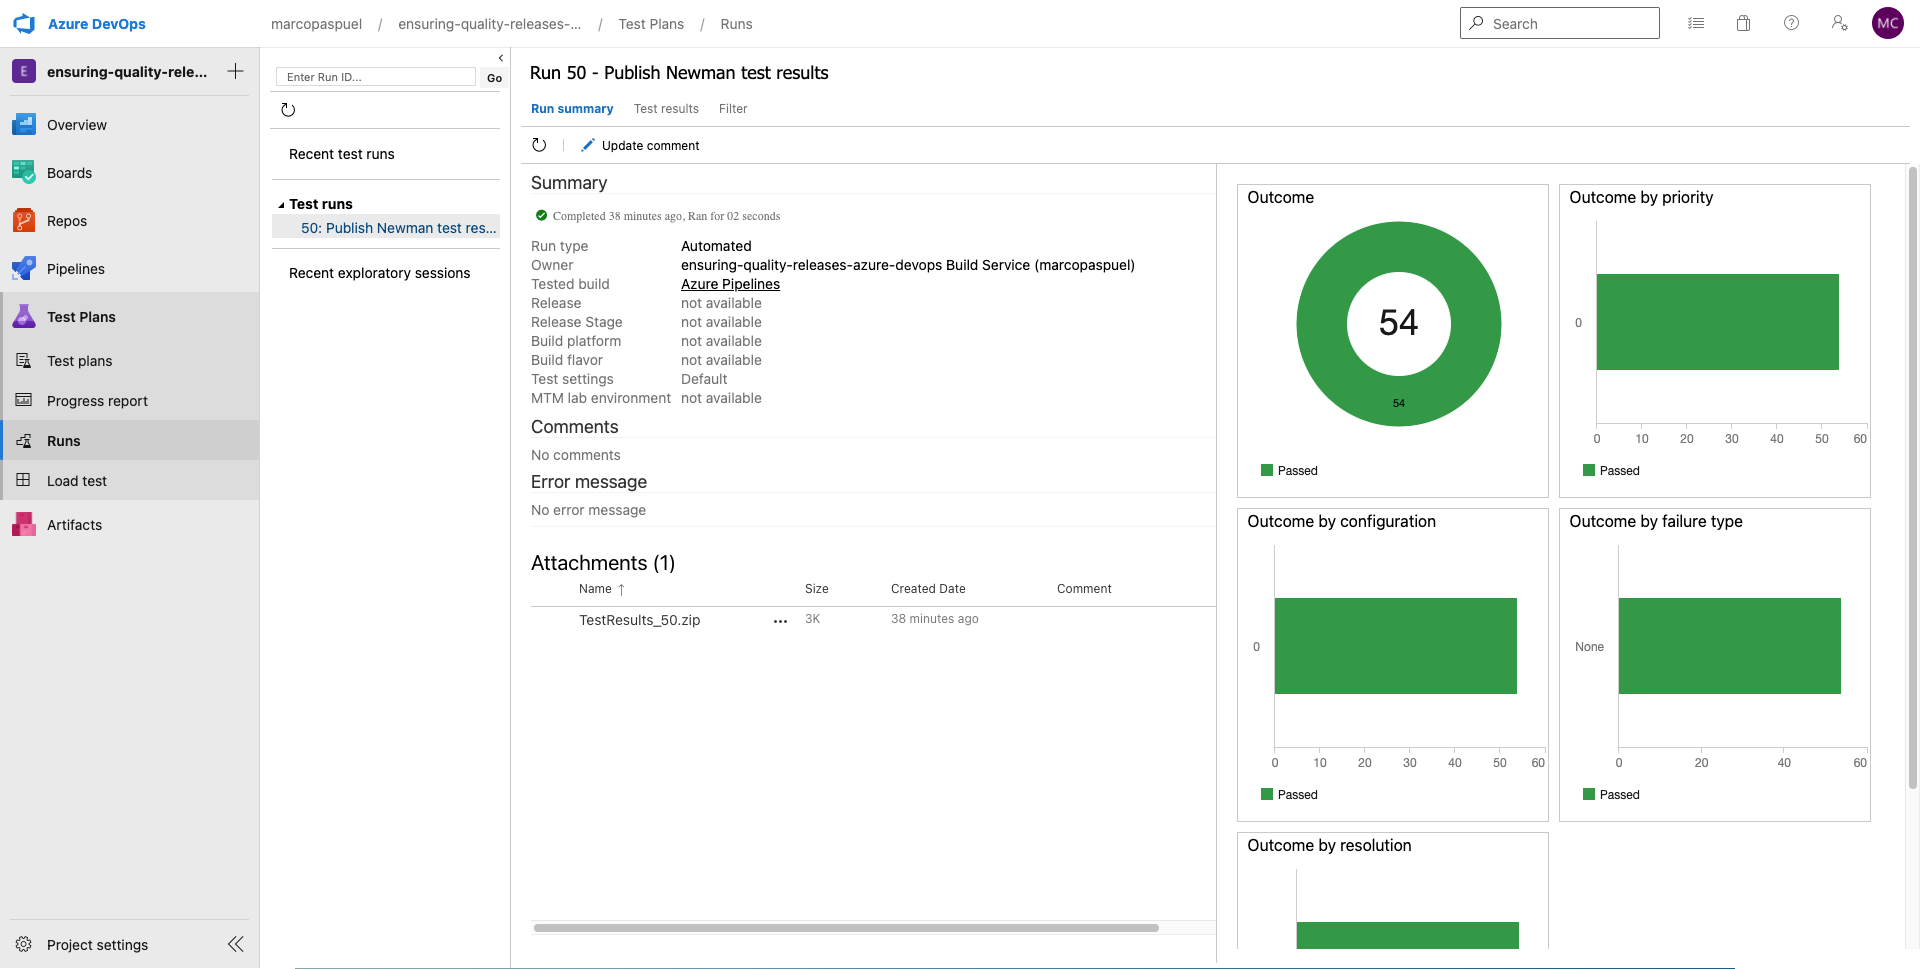 Azure DevOps
marcopaspuel / ensuring-quality-releases-... / Test Plans / Runs
Search
MC
E
ensuring-quality-rele...
Overview
Boards
Repos
Pipelines
Test Plans
Test plans
Progress report
Runs
Load test
Artifacts
Project settings
Enter Run ID...
Go
Recent test runs
Test runs
50: Publish Newman test res...
Recent exploratory sessions
Run 50 - Publish Newman test results
Run summary Test results Filter
Update comment
Summary
Completed 38 minutes ago, Ran for 02 seconds
Run type Automated
Owner ensuring-quality-releases-azure-devops Build Service (marcopaspuel)
Tested build Azure Pipelines
Release not available
Release Stage not available
Build platform not available
Build flavor not available
Test settings Default
MTM lab environment not available
Comments
No comments
Error message
No error message
Attachments (1)
Name ↑ Size Created Date Comment
TestResults_50.zip ... 3K 38 minutes ago
Outcome
54
54
Passed
Outcome by priority
0
0 10 20 30 40 50 60
Passed
Outcome by configuration
0
0 10 20 30 40 50 60
Passed
Outcome by failure type
None
0 20 40 60
Passed
Outcome by resolution